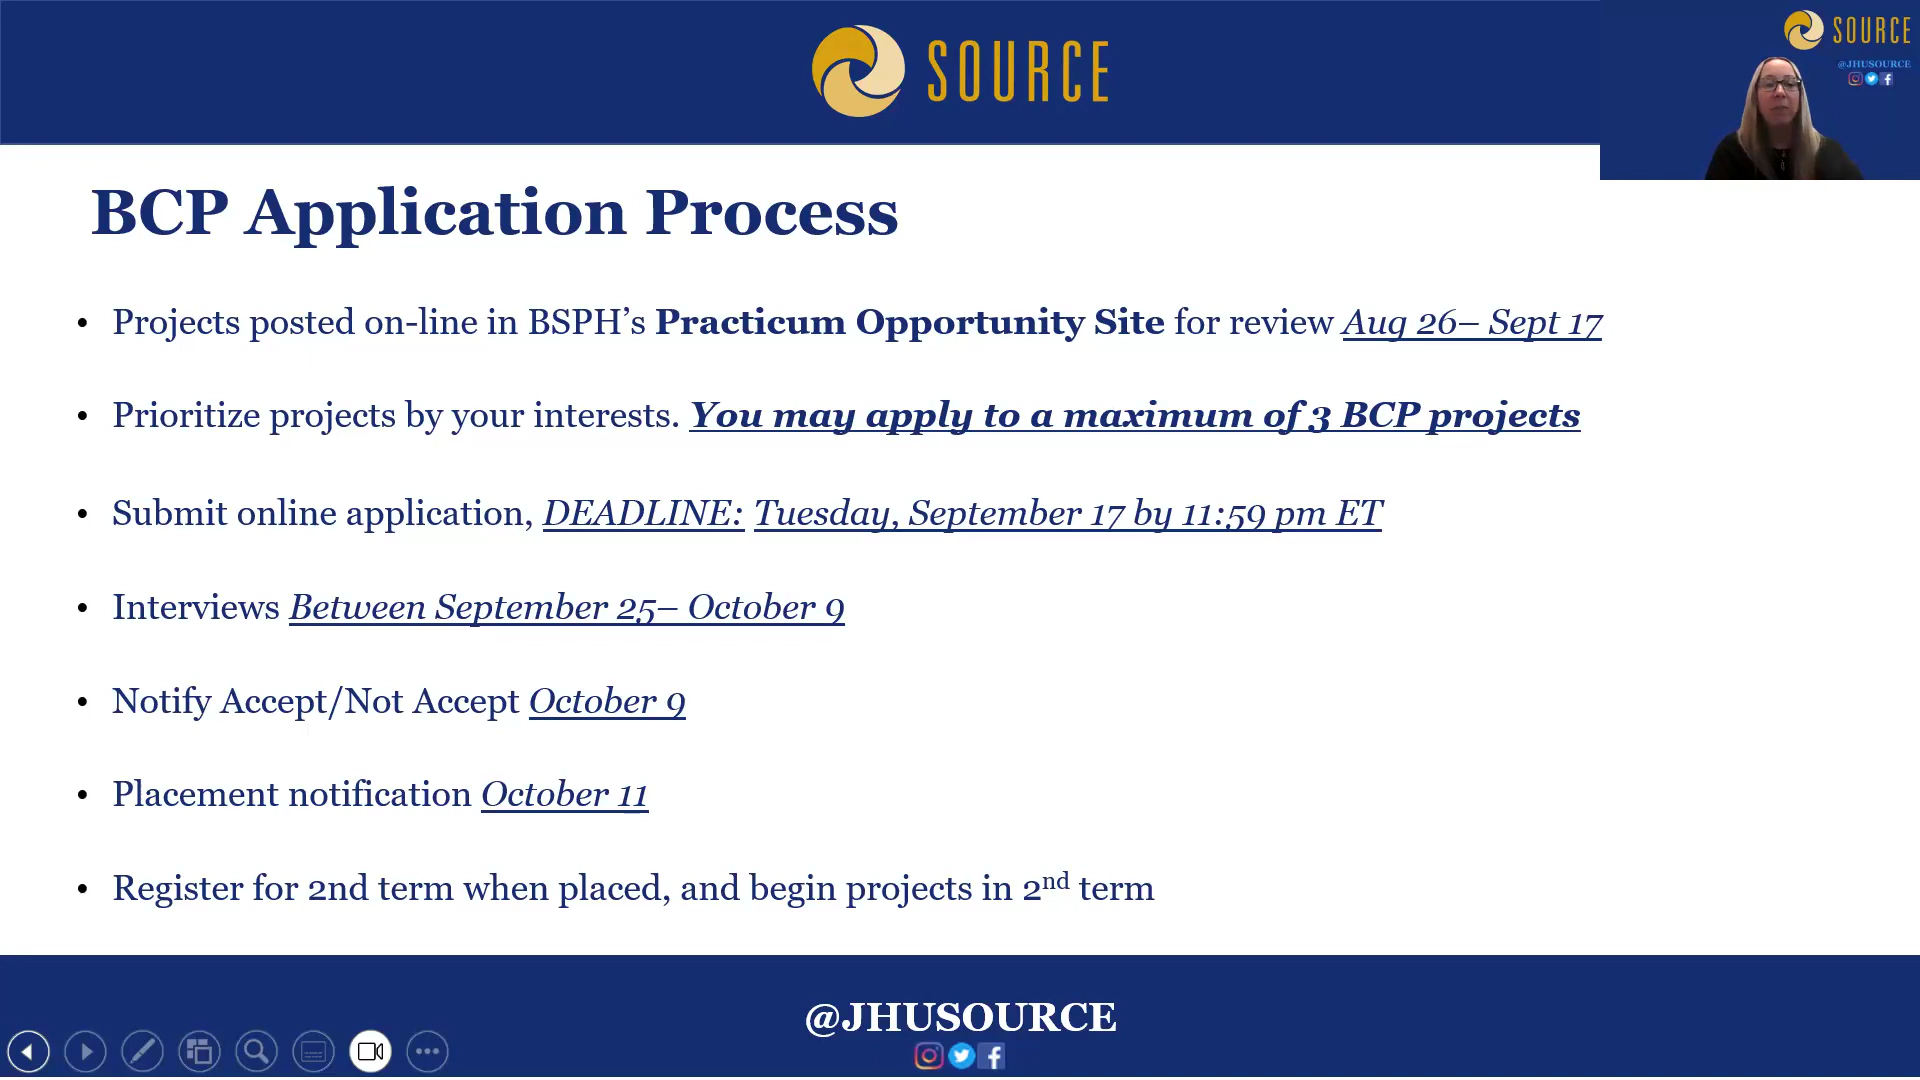 SOURCE
SOURCE
@JHUSOURCE
BCP Application Process
• Projects posted on-line in BSPH’s Practicum Opportunity Site for review Aug 26– Sept 17
• Prioritize projects by your interests. You may apply to a maximum of 3 BCP projects
• Submit online application, DEADLINE: Tuesday, September 17 by 11:59 pm ET
• Interviews Between September 25– October 9
• Notify Accept/Not Accept October 9
• Placement notification October 11
• Register for 2nd term when placed, and begin projects in 2nd term
@JHUSOURCE